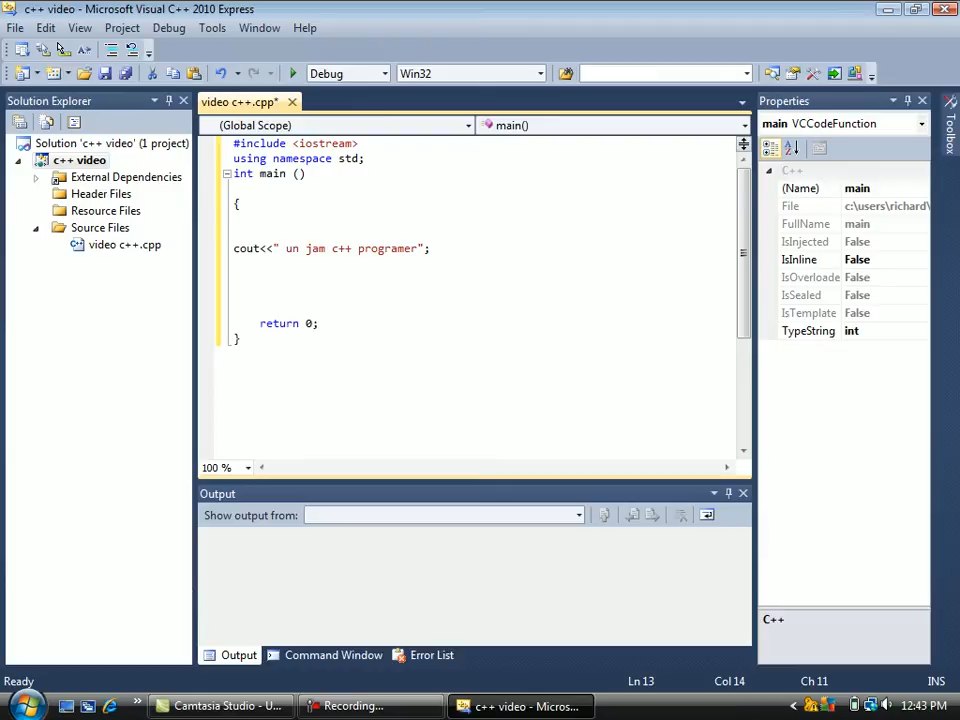 c++ video - Microsoft Visual C++ 2010 Express
File Edit View Project Debug Tools Window Help
Debug Win32
Solution Explorer
video c++.cpp*
Properties
(Global Scope) main()
main VCCodeFunction
Toolbox
Solution 'c++ video' (1 project)
c++ video
External Dependencies
Header Files
Resource Files
Source Files
video c++.cpp
#include <iostream>
using namespace std;
int main ()
{
cout<<" un jam c++ programer";
return 0;
}
C++
(Name) main
File c:\users\richard\
FullName main
IsInjected False
IsInline False
IsOverloade False
IsSealed False
IsTemplate False
TypeString int
100 %
Output
Show output from:
C++
Output Command Window Error List
Ready Ln 13 Col 14 Ch 11 INS
Camtasia Studio - U... Recording... c++ video - Micros... 12:43 PM